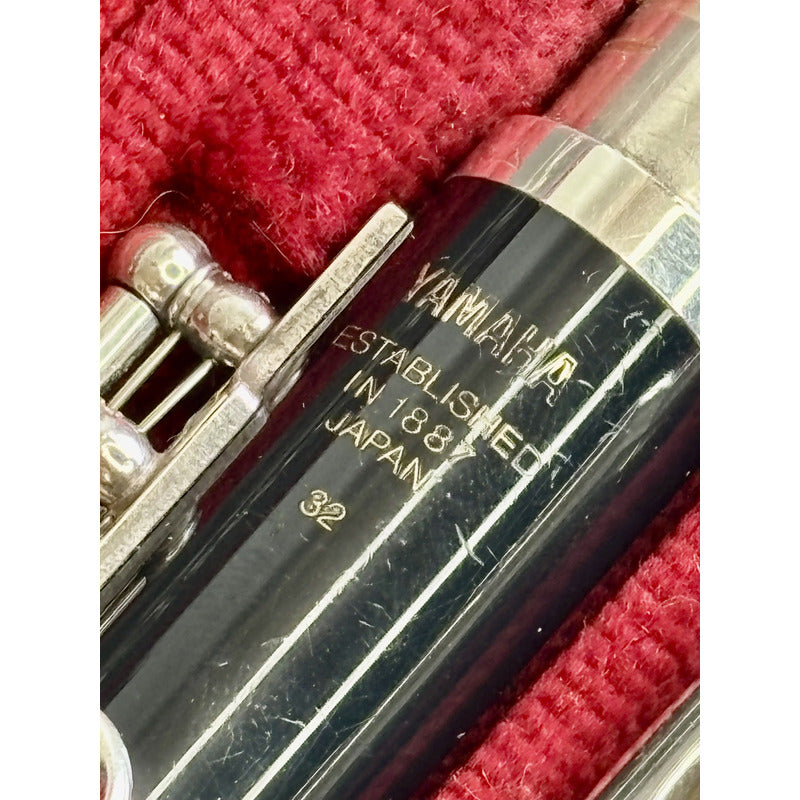 YAMAHA
ESTABLISHED
IN 1887
JAPAN
32